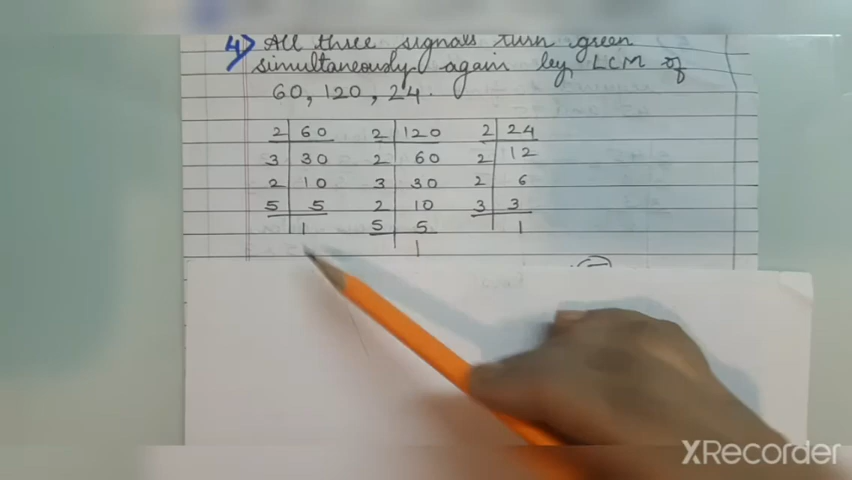 4) All three signals turn green
simultaneously again by LCM of
60, 120, 24.
2 60 2 120 2 24
3 30 2 60 2 12
2 10 3 30 2 6
5 5 2 10 3 3
1 5 5 1
1
XRecorder